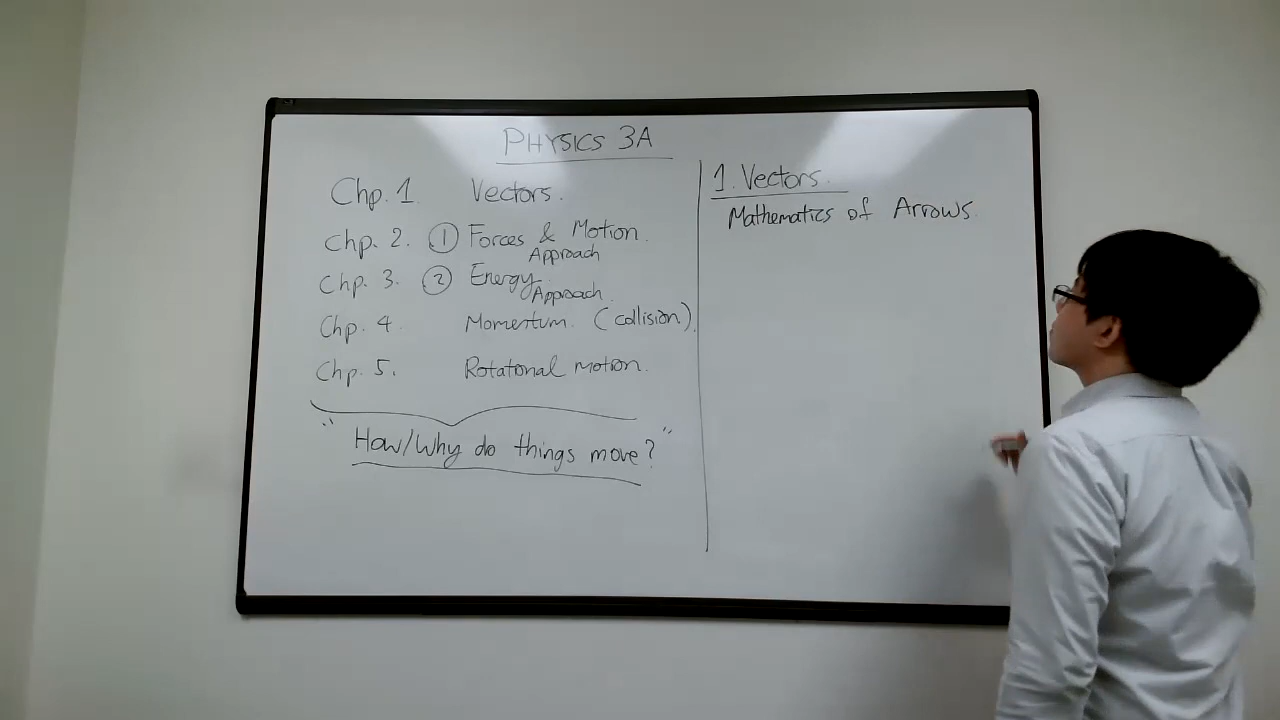 PHYSICS 3A
Chp. 1. Vectors.
Chp. 2. ① Forces & Motion.
Approach
Chp. 3. ② Energy.
Approach.
Chp. 4. Momentum. (collision).
Chp. 5. Rotatonal motion.
"How/Why do things move?"
1. Vectors.
Mathematics of Arrows.